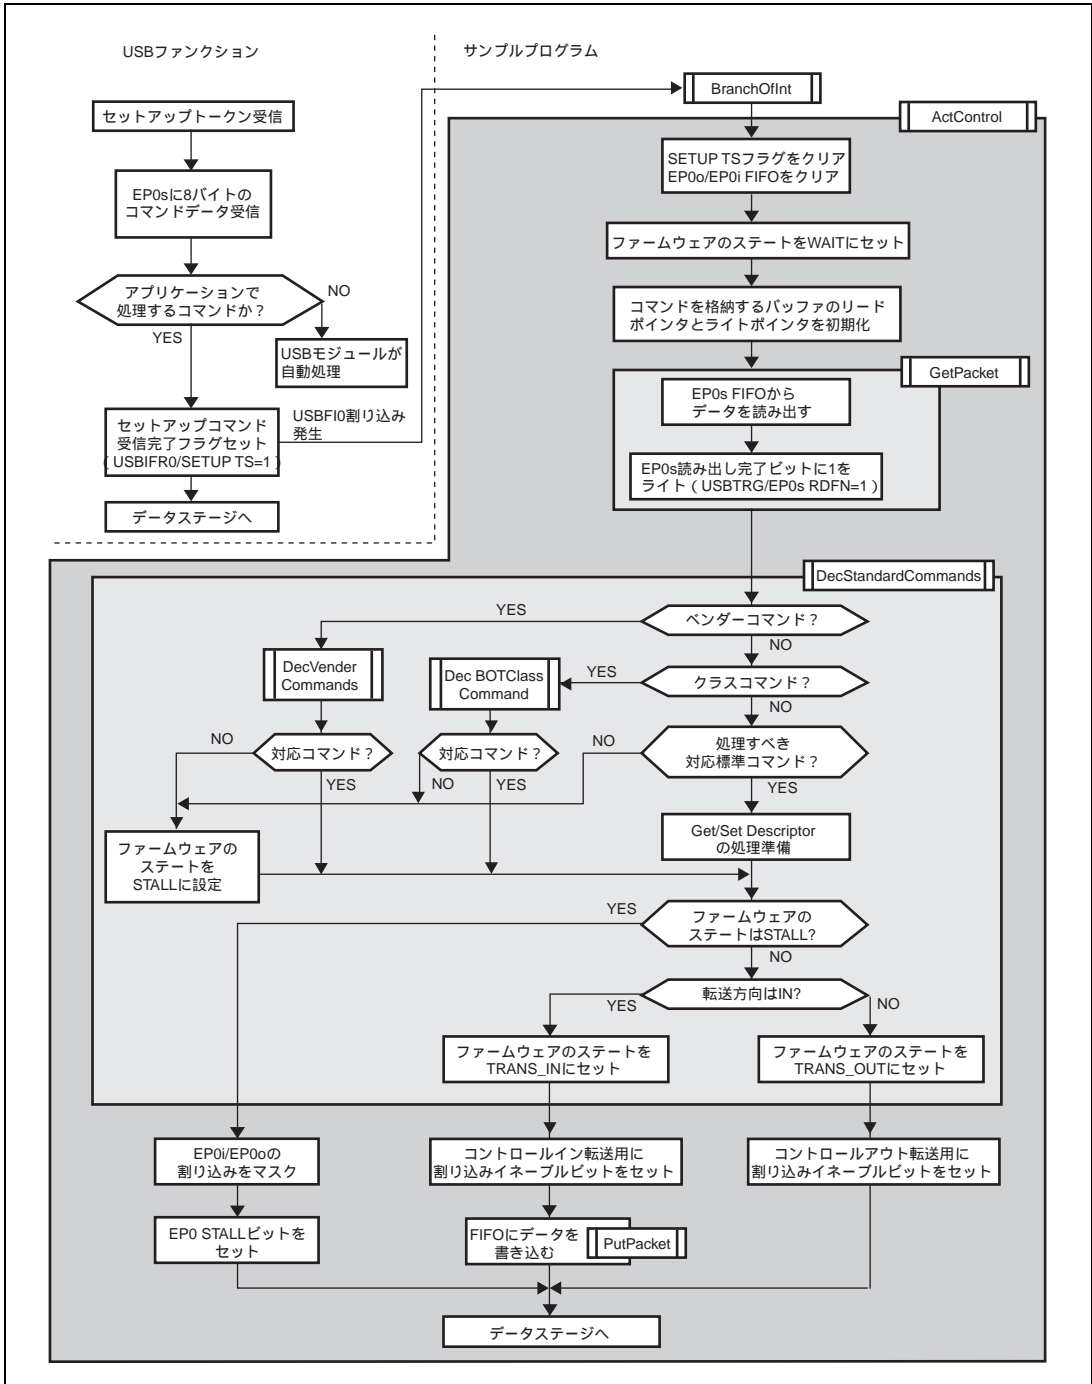 USBファンクション
サンプルプログラム
BranchOfInt
セットアップトークン受信
ActControl
SETUP TSフラグをクリア
EP0o/EP0i FIFOをクリア
EP0sに8バイトの
コマンドデータ受信
ファームウェアのステートをWAITにセット
アプリケーションで
処理するコマンドか？
NO
YES
コマンドを格納するバッファのリード
ポインタとライトポインタを初期化
USBモジュールが
自動処理
GetPacket
EP0s FIFOから
データを読み出す
セットアップコマンド
受信完了フラグセット
（USBIFR0/SETUP TS=1）
USBFI0割り込み
発生
EP0s読み出し完了ビットに1を
ライト（USBTRG/EP0s RDFN=1）
データステージへ
DecStandardCommands
YES
ベンダーコマンド？
NO
DecVender
Commands
Dec BOTClass
Command
YES
クラスコマンド？
NO
NO
対応コマンド？
YES
対応コマンド？
NO
YES
NO
処理すべき
対応標準コマンド？
YES
ファームウェアの
ステートを
STALLに設定
Get/Set Descriptor
の処理準備
YES
ファームウェアの
ステートはSTALL?
NO
転送方向はIN?
YES
NO
ファームウェアのステートを
TRANS_INにセット
ファームウェアのステートを
TRANS_OUTにセット
EP0i/EP0oの
割り込みをマスク
コントロールイン転送用に
割り込みイネーブルビットをセット
コントロールアウト転送用に
割り込みイネーブルビットをセット
EP0 STALLビットを
セット
FIFOにデータを
書き込む
PutPacket
データステージへ